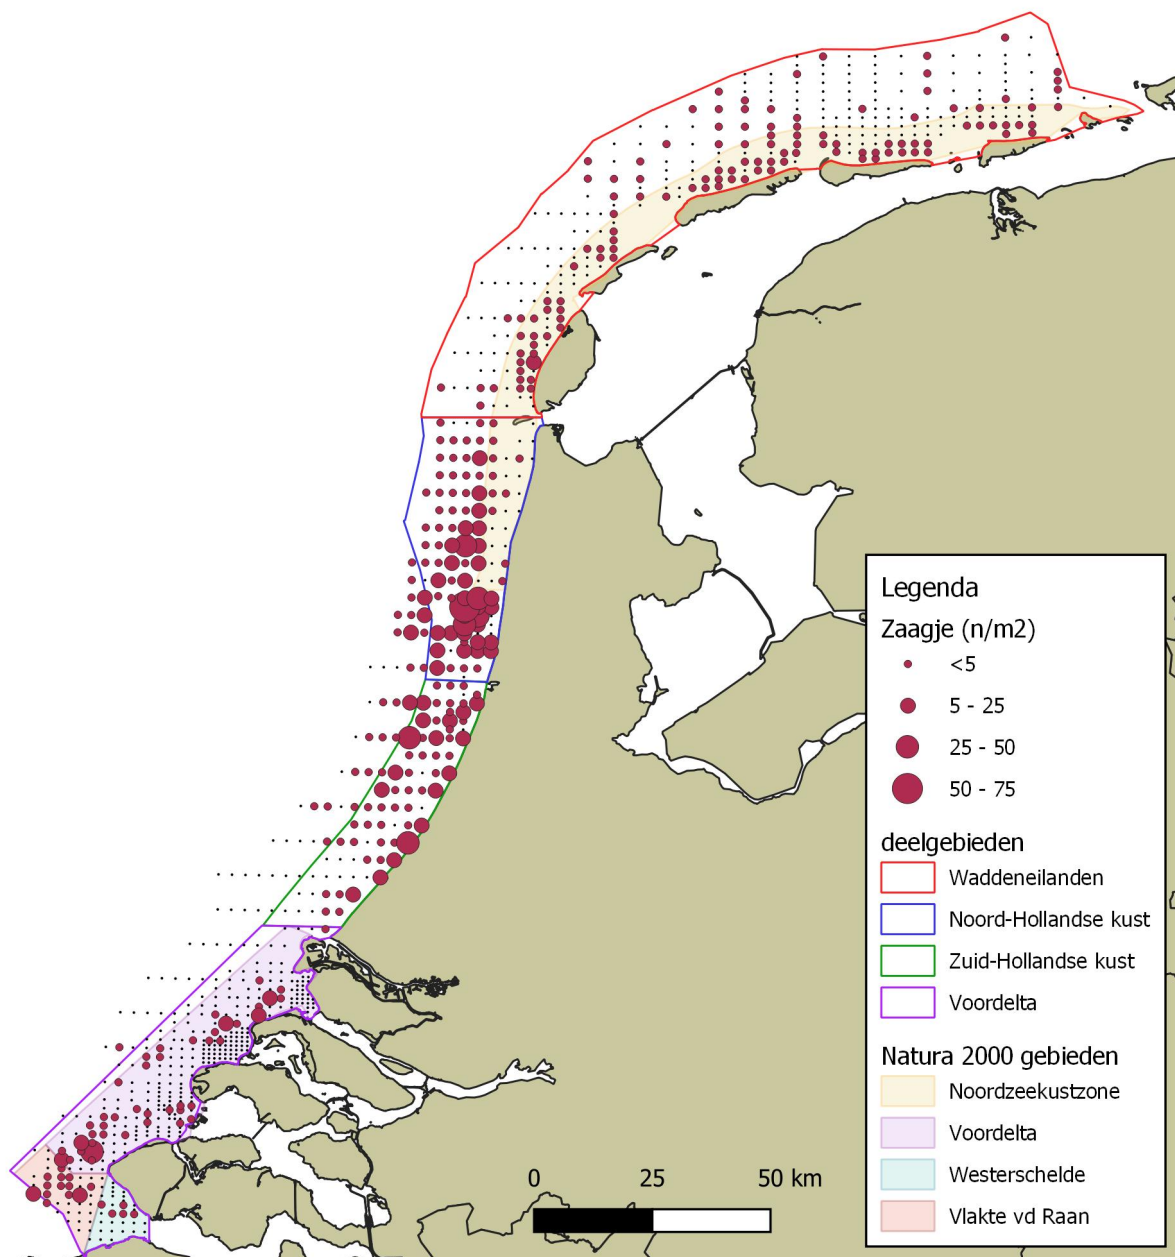 Legenda
Zaagje (n/m2)
<5
5 - 25
25 - 50
50 - 75
deelgebieden
Waddeneilanden
Noord-Hollandse kust
Zuid-Hollandse kust
Voordelta
Natura 2000 gebieden
Noordzeekustzone
Voordelta
Westerschelde
Vlakte vd Raan
0 25 50 km